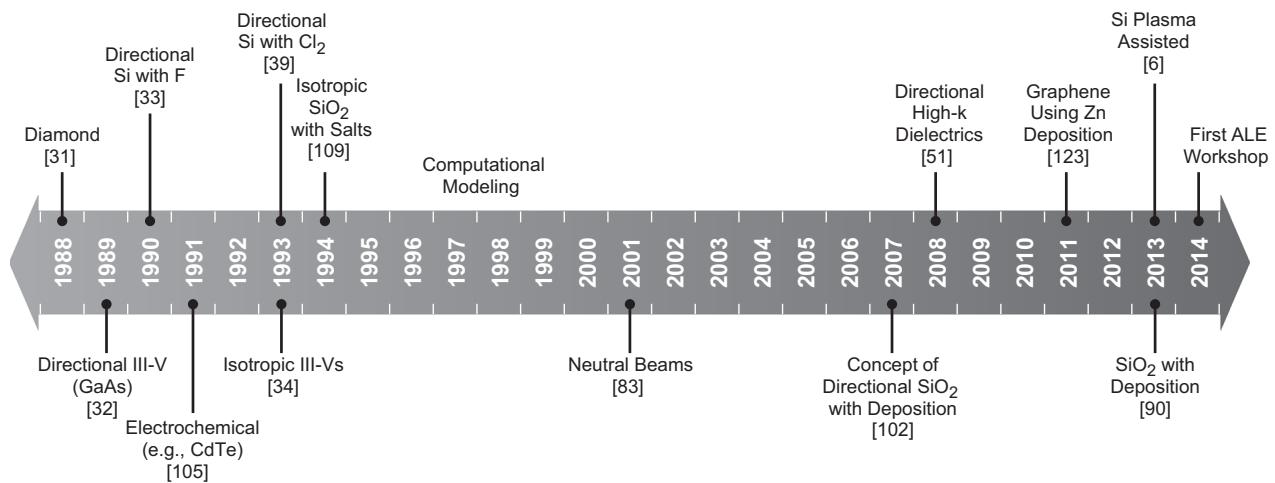 Diamond
[31]
Directional
Si with F
[33]
Directional
Si with Cl2
[39]
Isotropic
SiO2
with Salts
[109]
Computational
Modeling
Directional
High-k
Dielectrics
[51]
Graphene
Using Zn
Deposition
[123]
Si Plasma
Assisted
[6]
First ALE
Workshop
1988
1989
1990
1991
1992
1993
1994
1995
1996
1997
1998
1999
2000
2001
2002
2003
2004
2005
2006
2007
2008
2009
2010
2011
2012
2013
2014
Directional III-V
(GaAs)
[32]
Electrochemical
(e.g., CdTe)
[105]
Isotropic III-Vs
[34]
Neutral Beams
[83]
Concept of
Directional SiO2
with Deposition
[102]
SiO2 with
Deposition
[90]